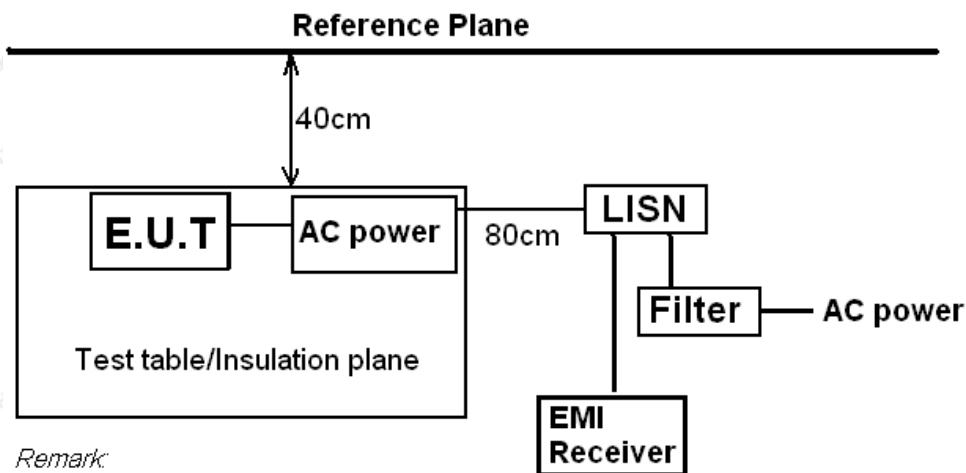 Reference Plane
40cm
E.U.T
AC power
80cm
LISN
Filter
AC power
Test table/Insulation plane
EMI
Receiver
Remark: